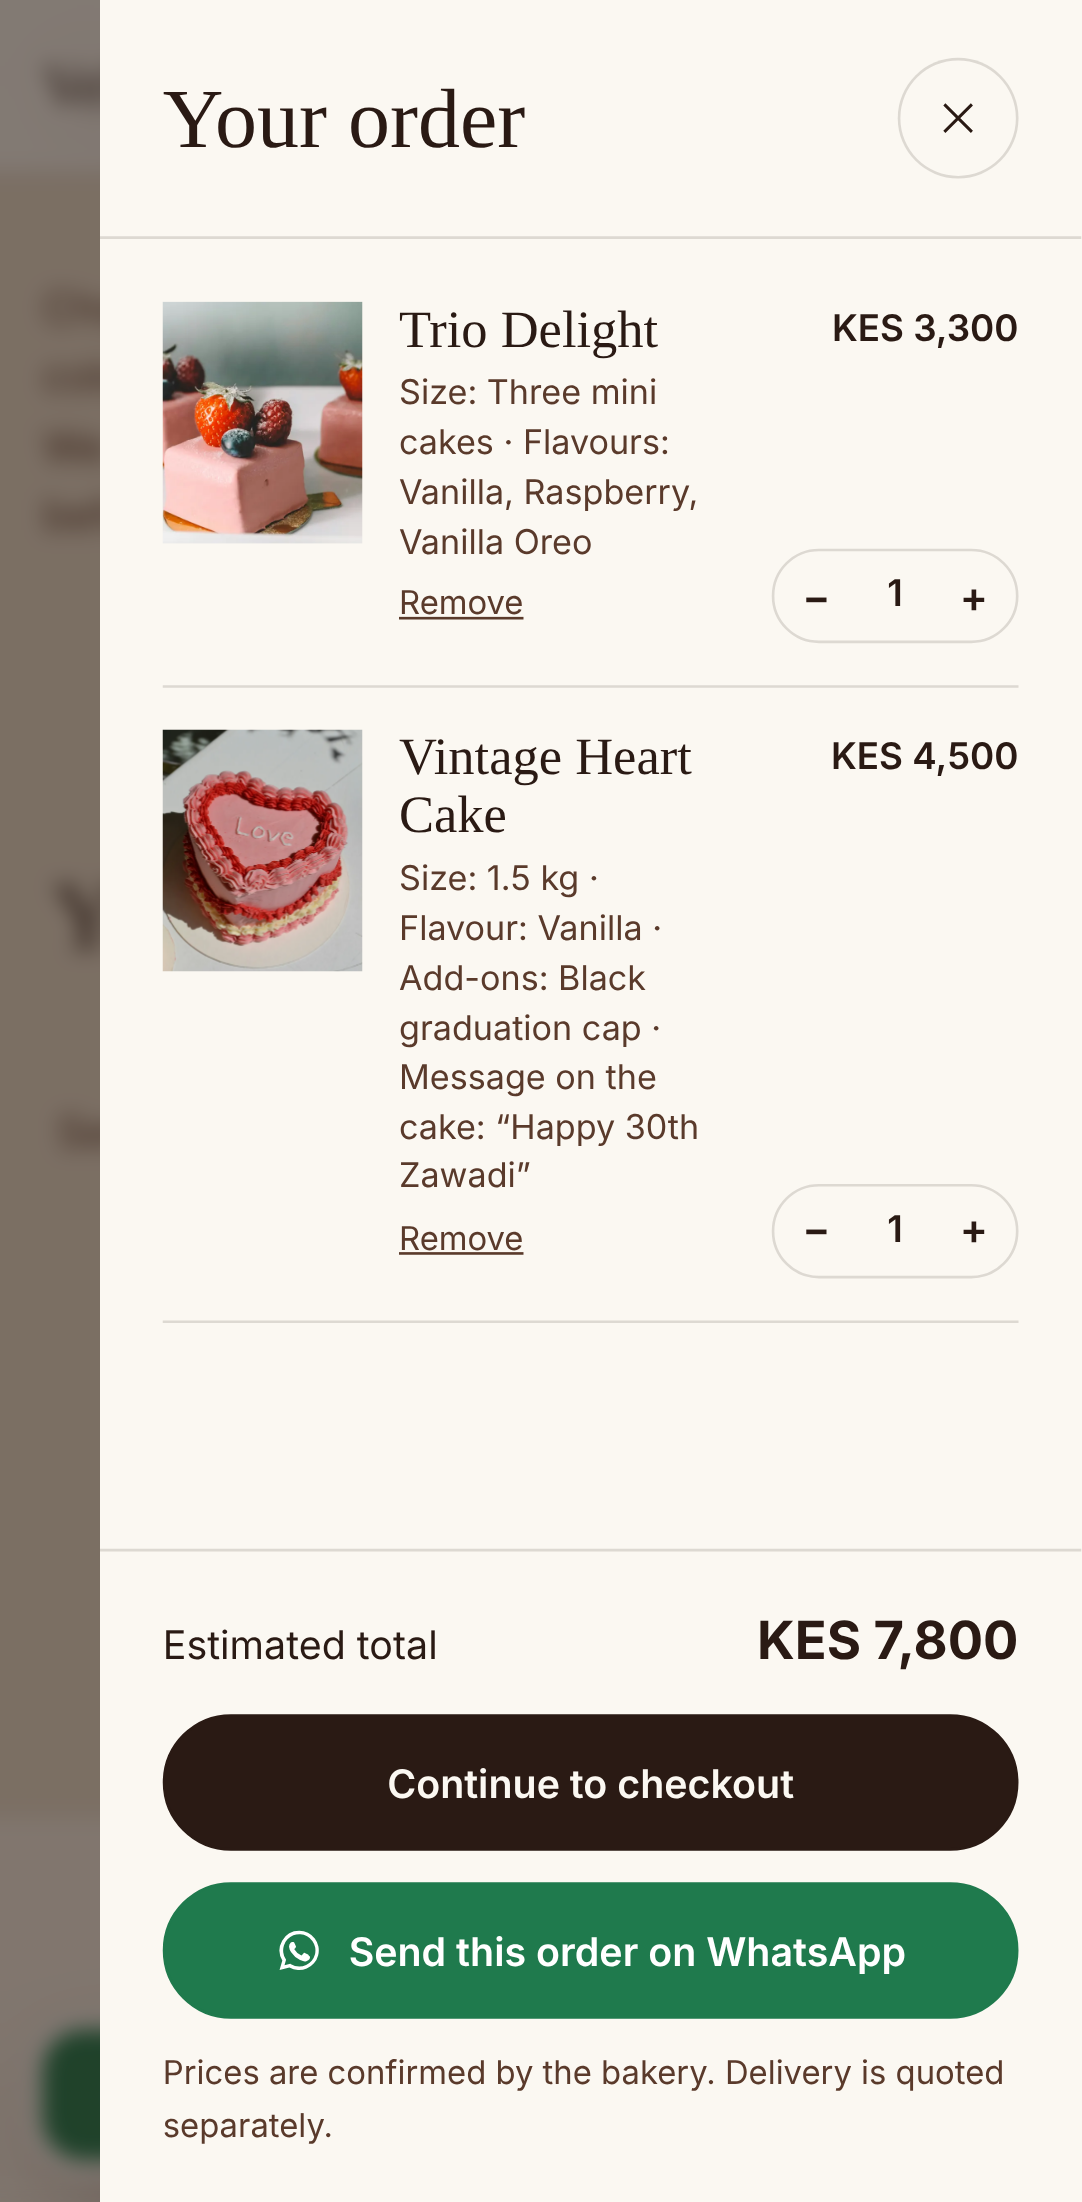 Your order
Trio Delight
KES 3,300
Size: Three mini
cakes · Flavours:
Vanilla, Raspberry,
Vanilla Oreo
Remove
− 1 +
Vintage Heart
Cake
KES 4,500
Love
Size: 1.5 kg ·
Flavour: Vanilla ·
Add-ons: Black
graduation cap ·
Message on the
cake: “Happy 30th
Zawadi”
Remove
− 1 +
Estimated total
KES 7,800
Continue to checkout
Send this order on WhatsApp
Prices are confirmed by the bakery. Delivery is quoted
separately.